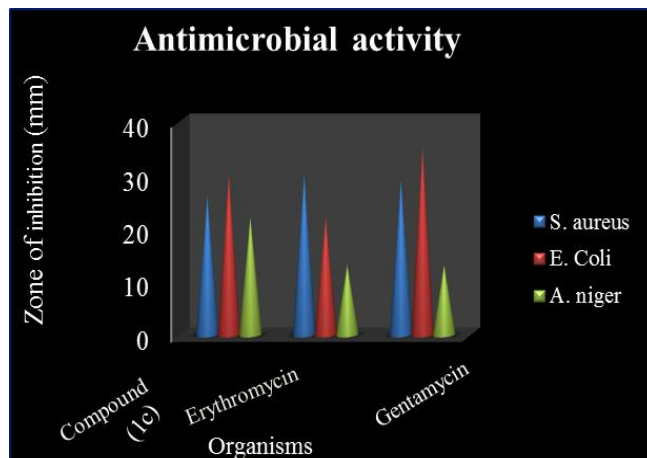 Antimicrobial activity
Zone of inhibition (mm)
40
30
20
10
0
Compound
(1c)
Erythromycin
Gentamycin
Organisms
S. aureus
E. Coli
A. niger